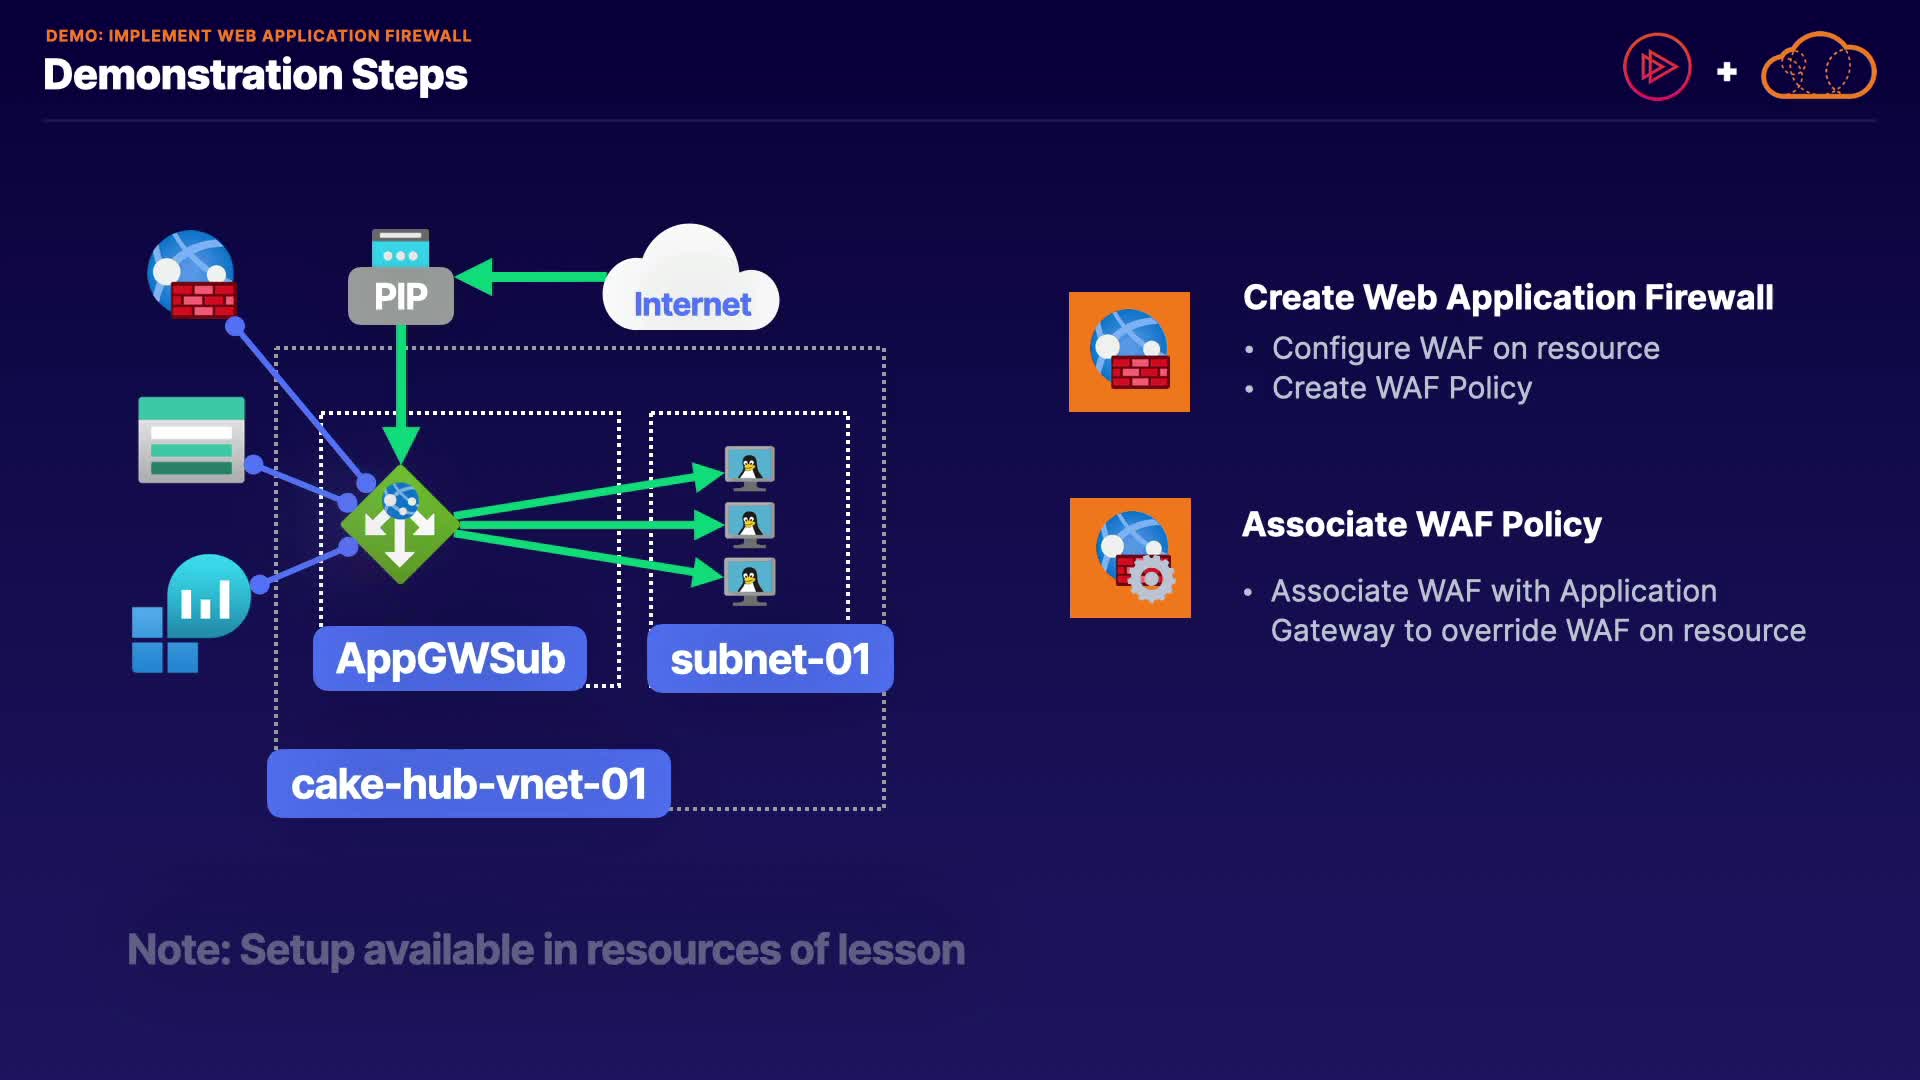 DEMO: IMPLEMENT WEB APPLICATION FIREWALL
Demonstration Steps
PIP
Internet
AppGWSub
subnet-01
cake-hub-vnet-01
Create Web Application Firewall
• Configure WAF on resource
• Create WAF Policy
Associate WAF Policy
• Associate WAF with Application
Gateway to override WAF on resource
Note: Setup available in resources of lesson